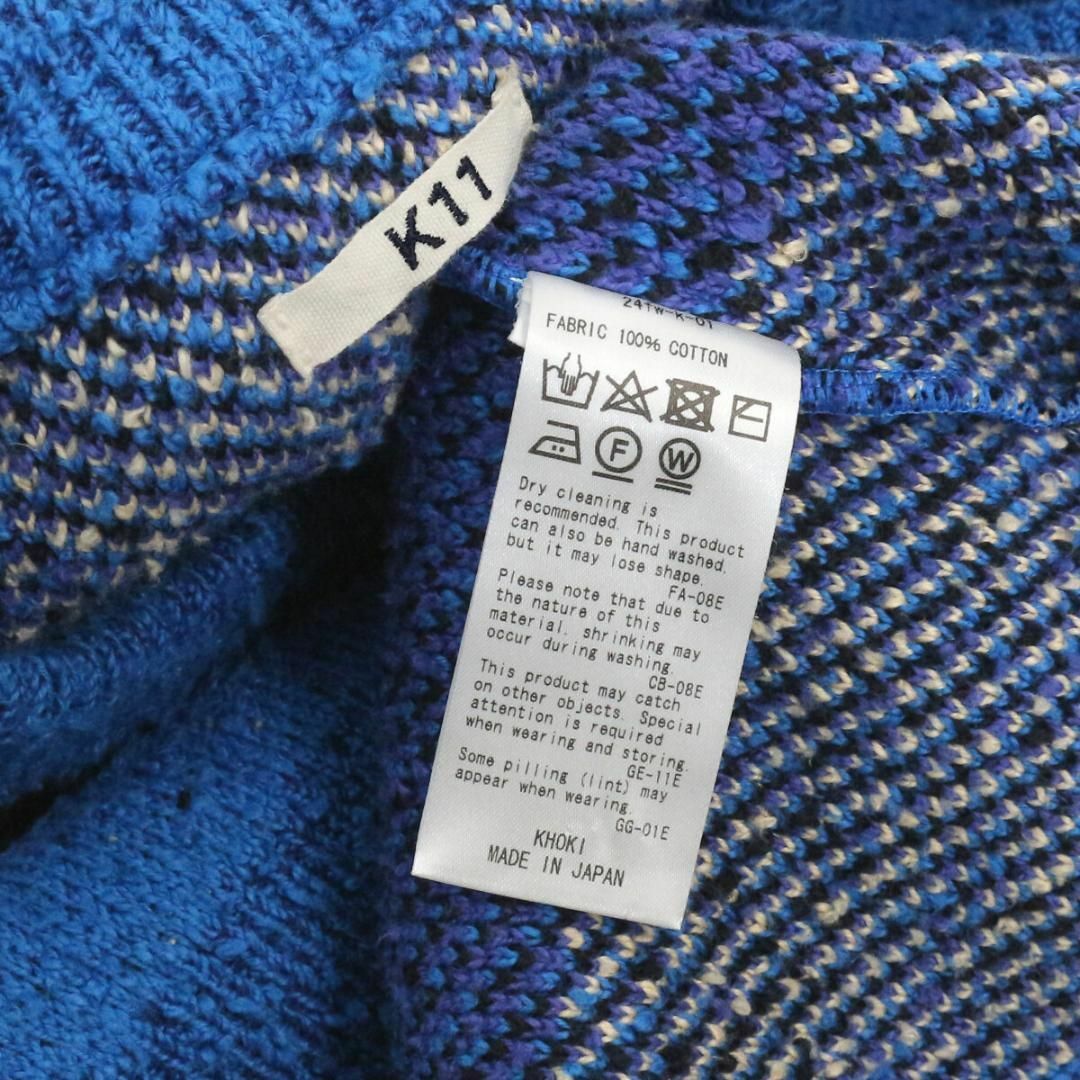 K11
24TW-K-01
FABRIC 100% COTTON
F
W
Dry cleaning is
recommended. This product
can also be hand washed.
but it may lose shape.
FA-08E
Please note that due to
the nature of this
material, shrinking may
occur during washing.
CB-08E
This product may catch
on other objects. Special
attention is required
when wearing and storing.
GE-11E
Some pilling (lint) may
appear when wearing.
GG-01E
KHOKI
MADE IN JAPAN